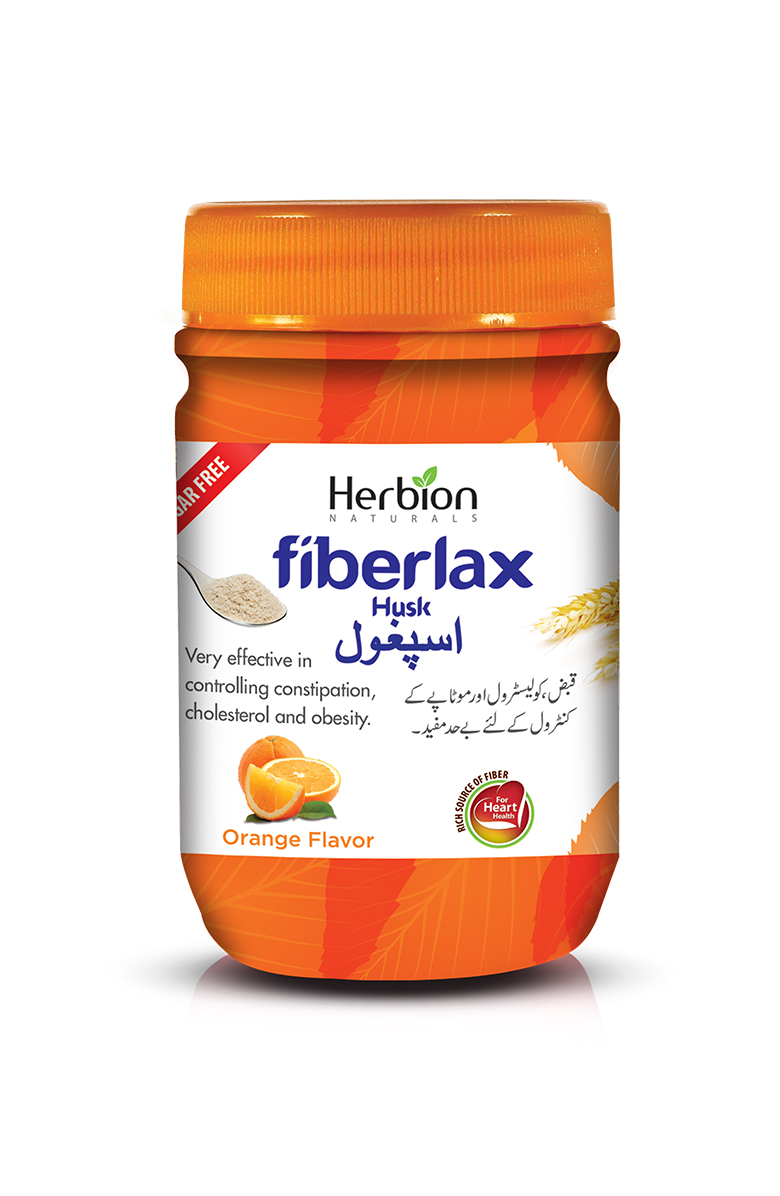 GAR FREE
Herbion
NATURALS
fiberlax
Husk
اسپغول
Very effective in
controlling constipation,
cholesterol and obesity.
قبض، کولیسٹرول اور موٹاپے کے
کنٹرول کے لئے بے حد مفید۔
Orange Flavor
RICH SOURCE OF FIBER
For
Heart
Health